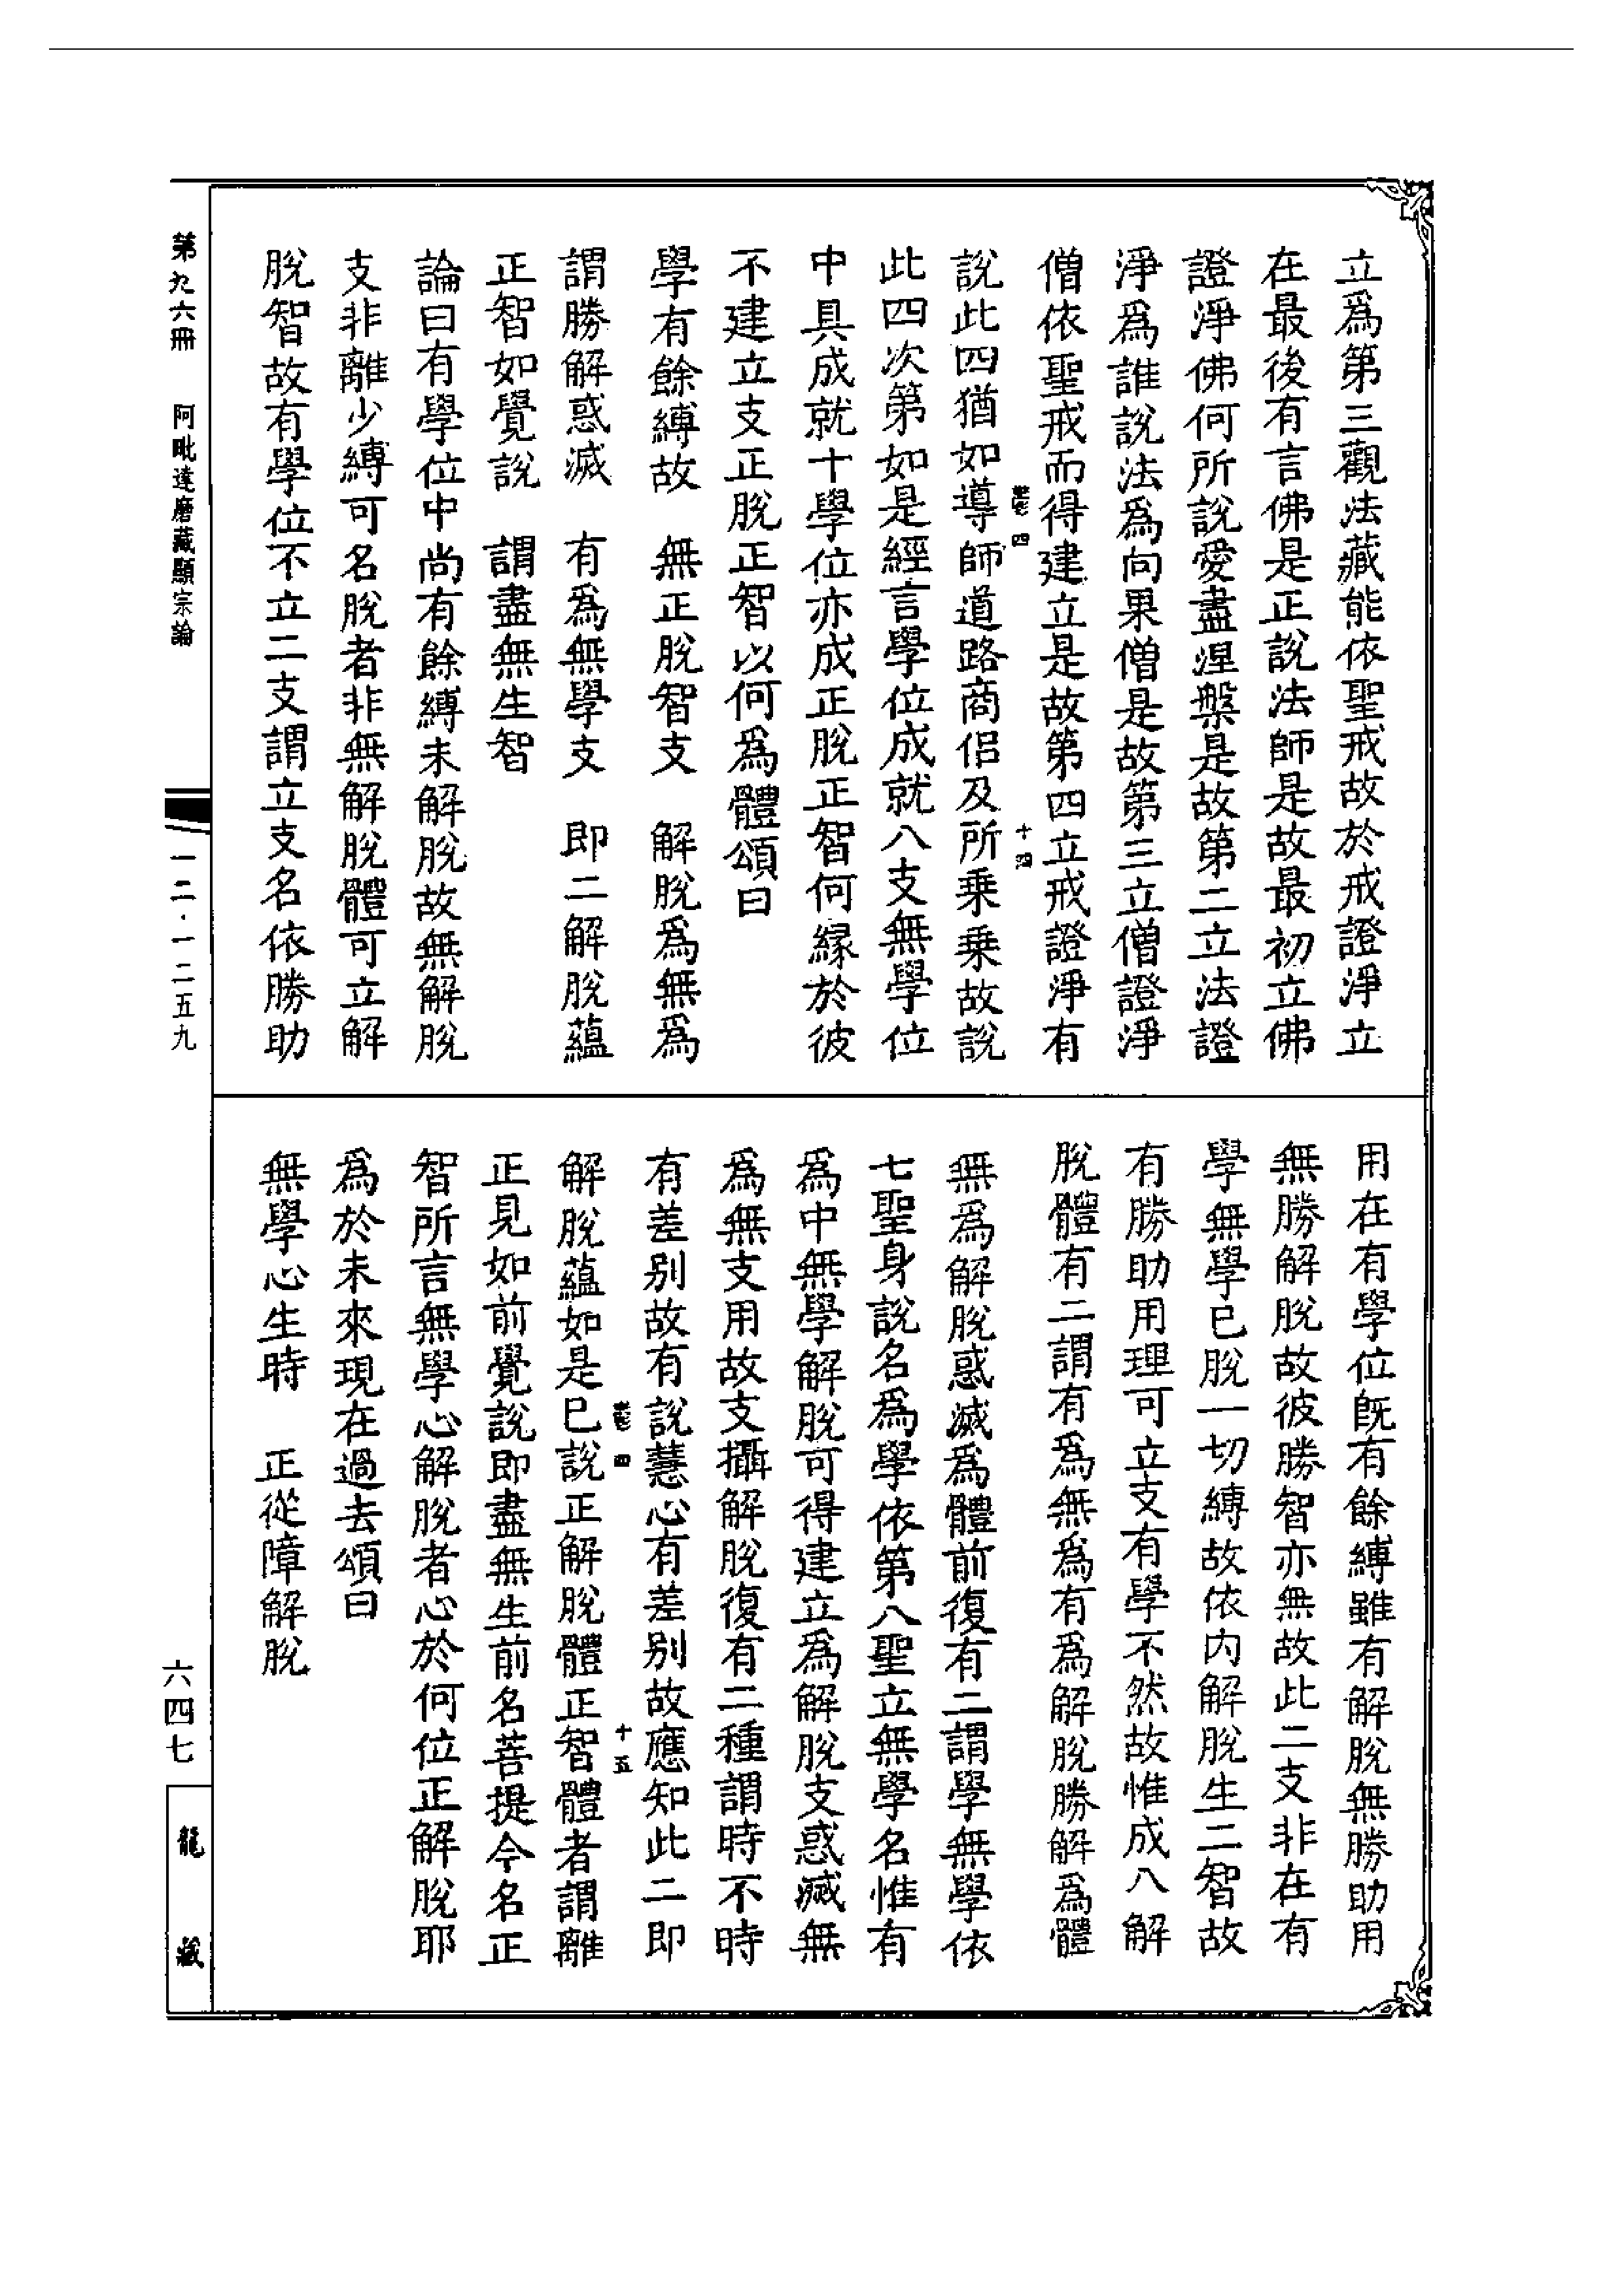 立爲第三觀法藏能依聖戒故於戒證淨立
在最後有言佛是正說法師是故最初立佛
證淨佛何所說愛盡涅槃是故第二立法證
淨爲誰說法爲向果僧是故第三立僧證淨
僧依聖戒而得建立是故第四立戒證淨有
四 十四
說此四猶如導師道路商侶及所乘乘故說
此四次第如是經言學位成就八支無學位
中具成就十學位亦成正脫正智何緣於彼
不建立支正脫正智以何爲體頌曰
學有餘縛故 無正脫智支 解脫爲無爲
謂勝解惑滅 有爲無學支 即二解脫蘊
正智如覺說 謂盡無生智
論曰有學位中尚有餘縛未解脫故無解脫
支非離少縛可名脫者非無解脫體可立解
脫智故有學位不立二支謂立支名依勝助
用在有學位旣有餘縛雖有解脫無勝助用
無勝解脫故彼勝智亦無故此二支非在有
學無學已脫一切縛故依内解脫生二智故
有勝助用理可立支有學不然故惟成八解
脫體有二謂有爲無爲有爲解脫勝解爲體
無爲解脫惑滅爲體前復有二謂學無學依
七聖身說名爲學依第八聖立無學名惟有
爲中無學解脫可得建立爲解脫支惑滅無
爲無支用故支攝解脫復有二種謂時不時
有差别故有說慧心有差别故應知此二即
四 十五
解脫蘊如是已說正解脫體正智體者謂離
正見如前覺說即盡無生前名菩提今名正
智所言無學心解脫者心於何位正解脫耶
爲於未來現在過去頌曰
無學心生時 正從障解脫
第九六冊 阿毗達磨藏顯宗論
一二·一二五九
六四七
龍藏